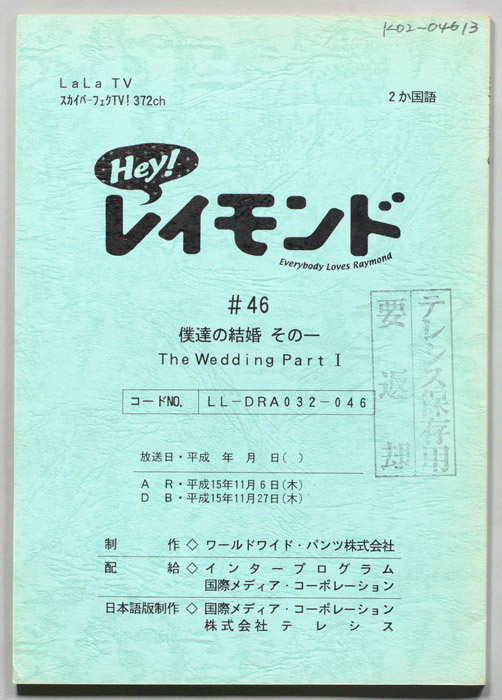 K02-04613
LaLa TV
ｽｶｲﾊﾟｰﾌｪｸTV! 372ch
2か国語
Hey!
レイモンド
Everybody Loves Raymond
#46
僕達の結婚 その一
The Wedding Part Ⅰ
コードNO. LL-DRA032-046
テレシス保存用
要返却
放送日・平成 年 月 日( )
A R・平成15年11月6日(木)
D B・平成15年11月27日(木)
制 作◇ワールドワイド・パンツ株式会社
配 給◇インタープログラム
国際メディア・コーポレーション
日本語版制作◇国際メディア・コーポレーション
株式会社テレシス